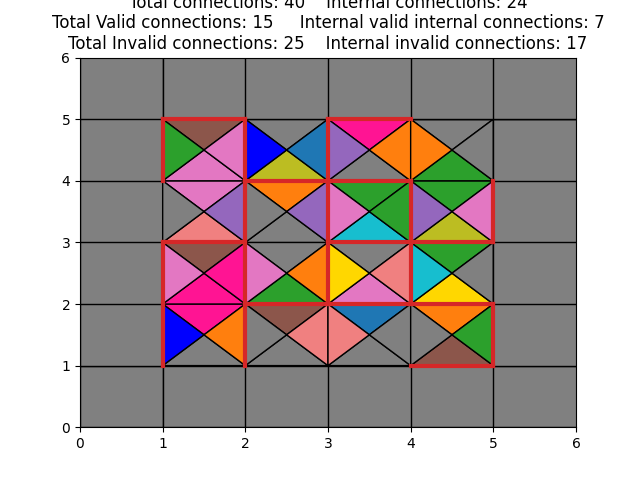 Total connections: 40    Internal connections: 24
Total Valid connections: 15     Internal valid internal connections: 7
Total Invalid connections: 25    Internal invalid connections: 17
6
5
4
3
2
1
0
0 1 2 3 4 5 6